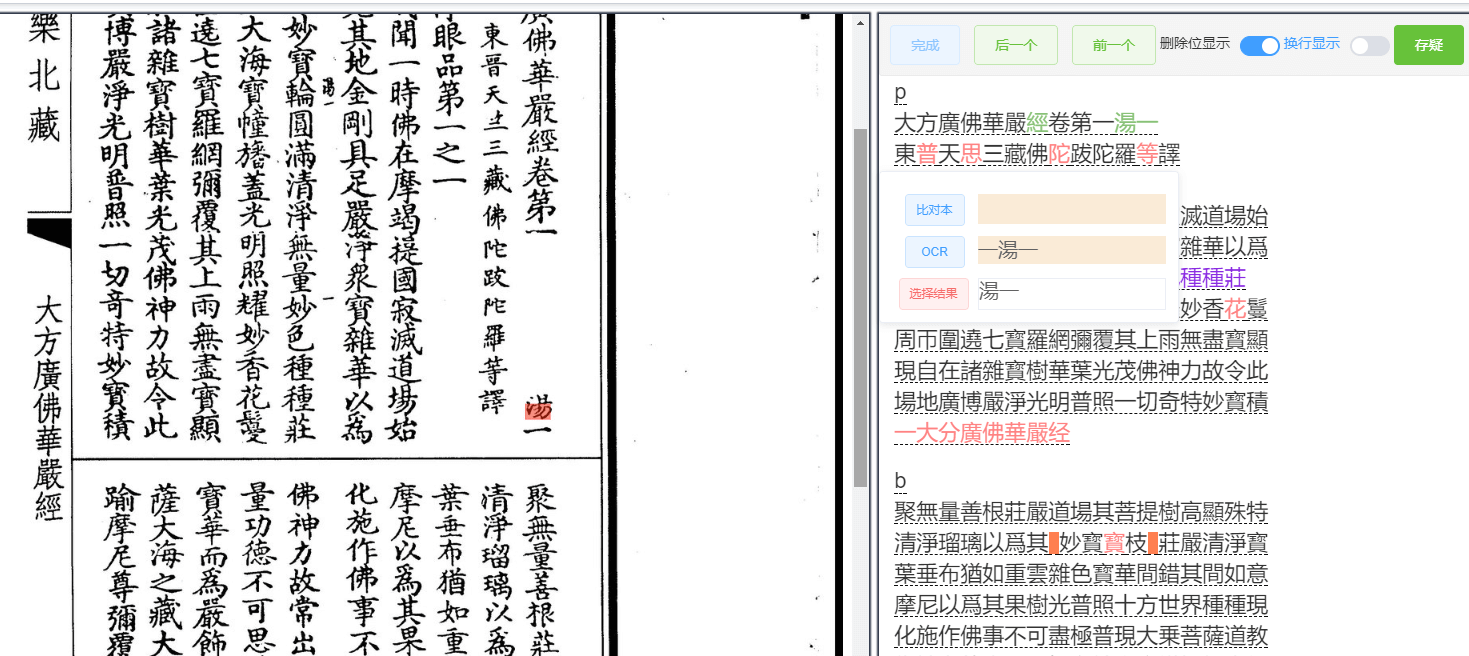 廣佛華嚴經卷第一 湯一
東晉天竺三藏佛陀跋陀羅等譯
淨眼品第一之一
我聞一時佛在摩竭提國寂滅道場始
其地金剛具足嚴淨衆寶雜華以爲
湯一
妙寶輪圓滿清淨無量妙色種種莊
一
大海寶幢旛蓋光明照耀妙香花鬘
遶七寶羅網彌覆其上雨無盡寶顯
諸雜寶樹華葉光茂佛神力故令此
博嚴淨光明普照一切奇特妙寶積
樂北藏
大方廣佛華嚴經
聚無量善根莊
清淨瑠璃以爲
葉垂布猶如重
摩尼以爲其果
化施作佛事不
佛神力故常出
量功德不可思
寶華而爲嚴飾
薩大海之藏大
踰摩尼尊彌覆
完成 后一个 前一个 删除位显示 换行显示 存疑
p
大方廣佛華嚴經卷第一湯一
東普天思三藏佛陀跋陀羅等譯
比对本
OCR 一湯一
选择结果 湯一
滅道場始
雜華以爲
種種莊
妙香花鬘
周帀圍遶七寶羅網彌覆其上雨無盡寶顯
現自在諸雜寶樹華葉光茂佛神力故令此
場地廣博嚴淨光明普照一切奇特妙寶積
一大分廣佛華嚴经
b
聚無量善根莊嚴道場其菩提樹高顯殊特
清淨瑠璃以爲其妙寶寶枝莊嚴清淨寶
葉垂布猶如重雲雜色寶華間錯其間如意
摩尼以爲其果樹光普照十方世界種種現
化施作佛事不可盡極普現大乗菩薩道教